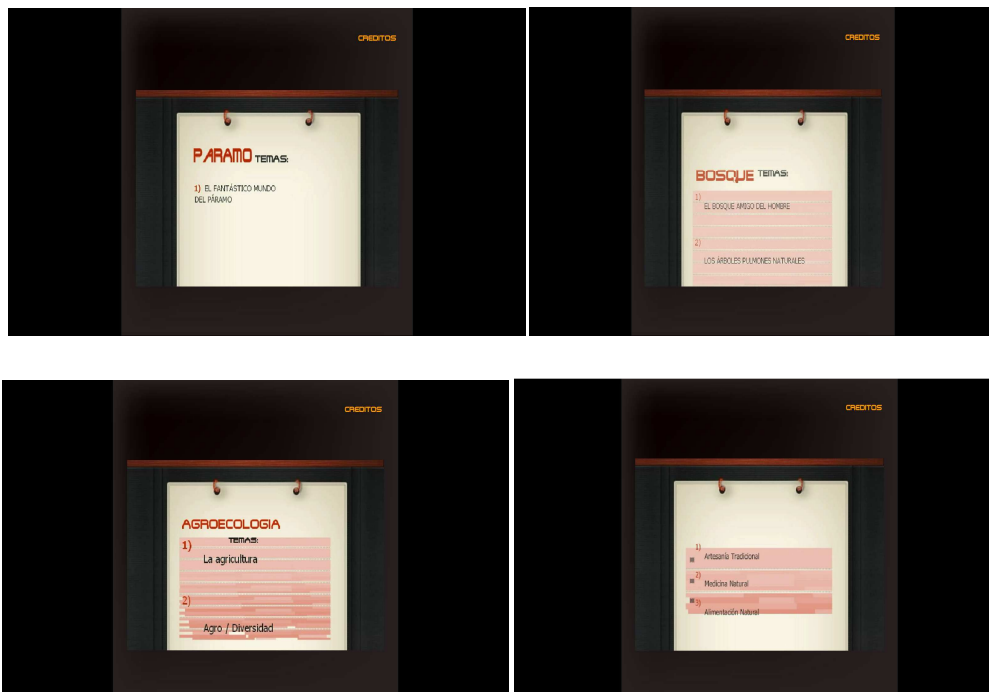 CREDITOS
PARAMO TEMAS:
1) EL FANTÁSTICO MUNDO
DEL PÁRAMO
CREDITOS
BOSQUE TEMAS:
1)
EL BOSQUE AMIGO DEL HOMBRE
2)
LOS ÁRBOLES PULMONES NATURALES
CREDITOS
AGROECOLOGIA
TEMAS:
1)
La agricultura
2)
Agro / Diversidad
CREDITOS
1)
Artesanía Tradicional
2)
Medicina Natural
3)
Alimentación Natural